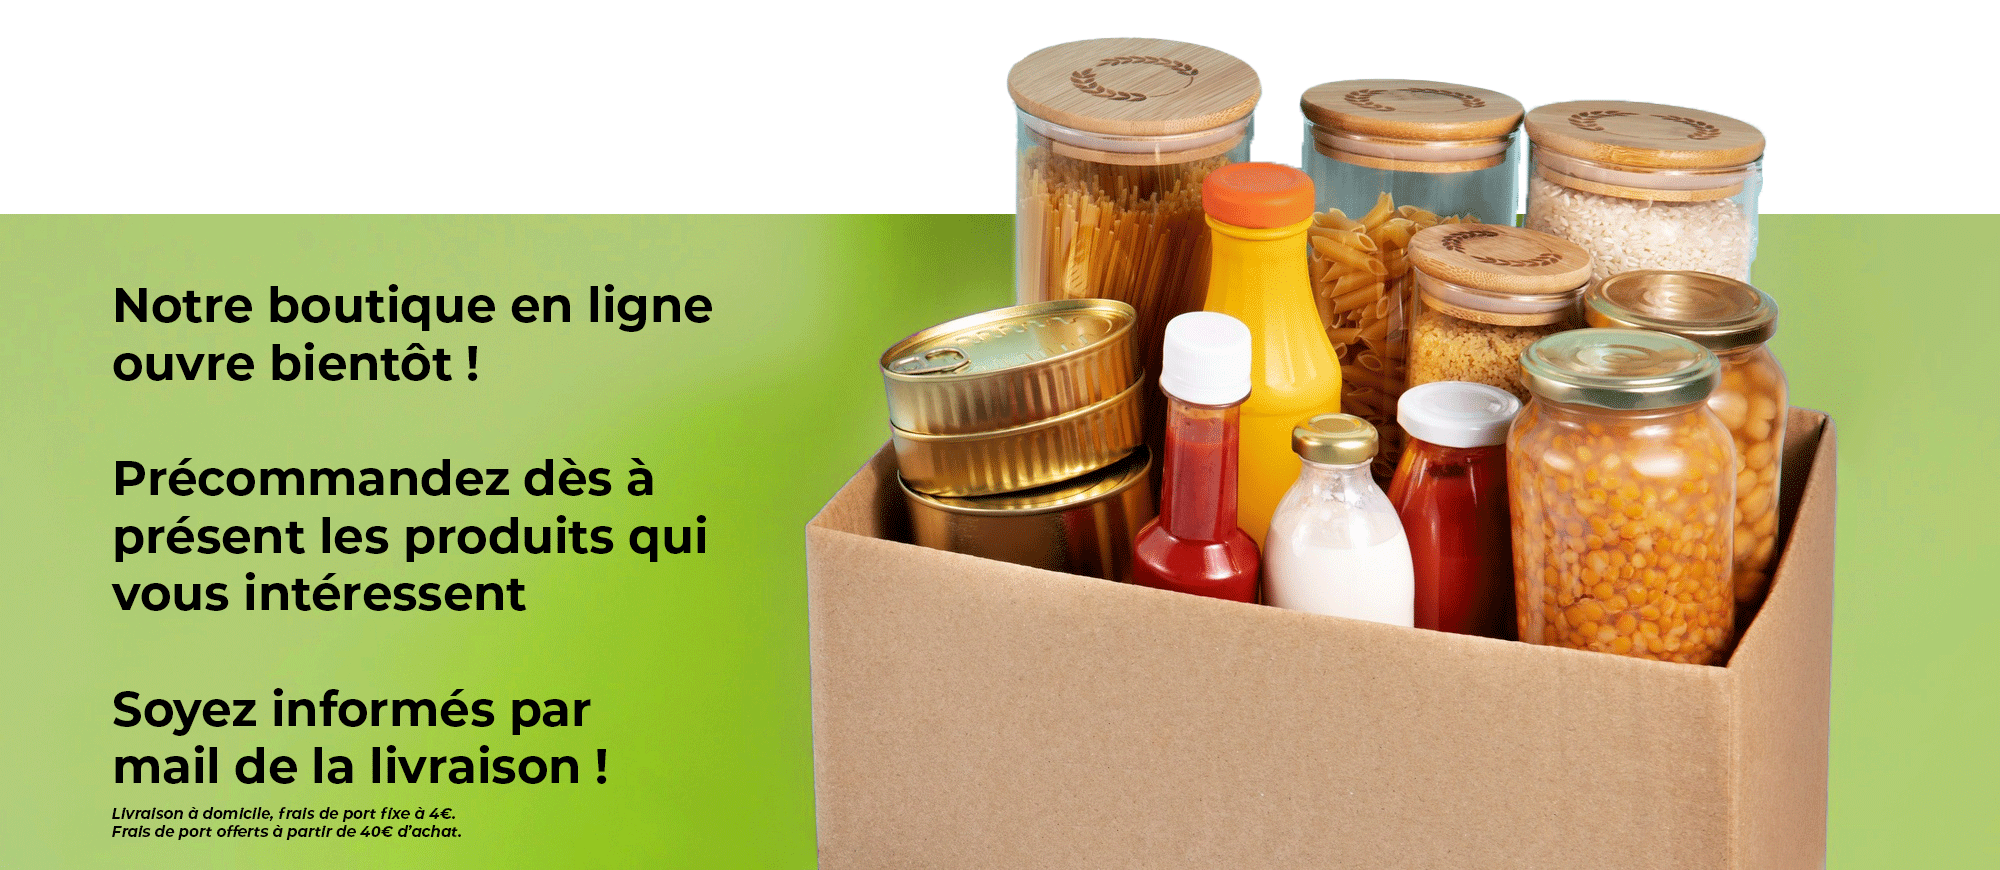 Notre boutique en ligne
ouvre bientôt !
Précommandez dès à
présent les produits qui
vous intéressent
Soyez informés par
mail de la livraison !
Livraison à domicile, frais de port fixe à 4€.
Frais de port offerts à partir de 40€ d’achat.